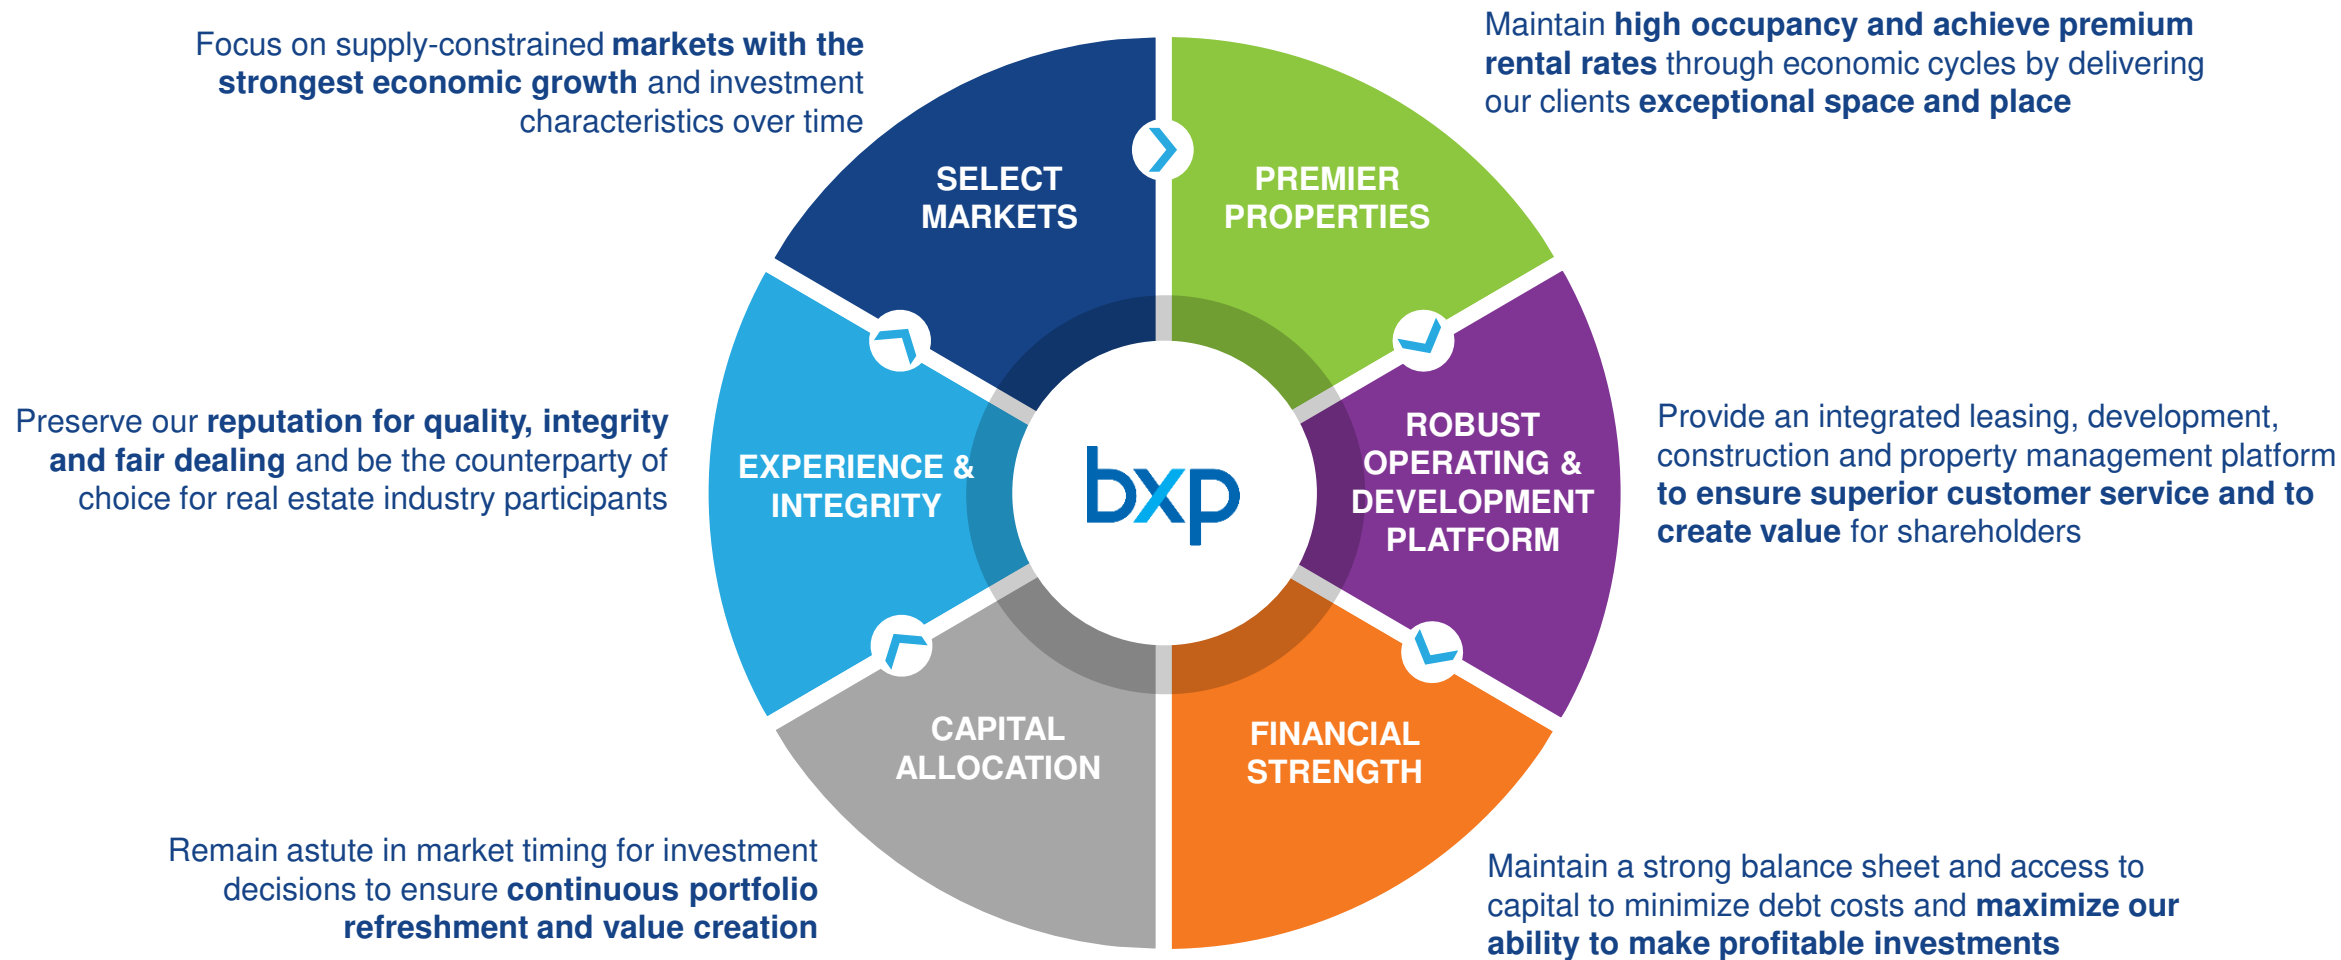 Focus on supply-constrained markets with the
strongest economic growth and investment
characteristics over time
Maintain high occupancy and achieve premium
rental rates through economic cycles by delivering
our clients exceptional space and place
SELECT
MARKETS
PREMIER
PROPERTIES
Preserve our reputation for quality, integrity
and fair dealing and be the counterparty of
choice for real estate industry participants
EXPERIENCE &
INTEGRITY
bxp
ROBUST
OPERATING &
DEVELOPMENT
PLATFORM
Provide an integrated leasing, development,
construction and property management platform
to ensure superior customer service and to
create value for shareholders
CAPITAL
ALLOCATION
FINANCIAL
STRENGTH
Remain astute in market timing for investment
decisions to ensure continuous portfolio
refreshment and value creation
Maintain a strong balance sheet and access to
capital to minimize debt costs and maximize our
ability to make profitable investments